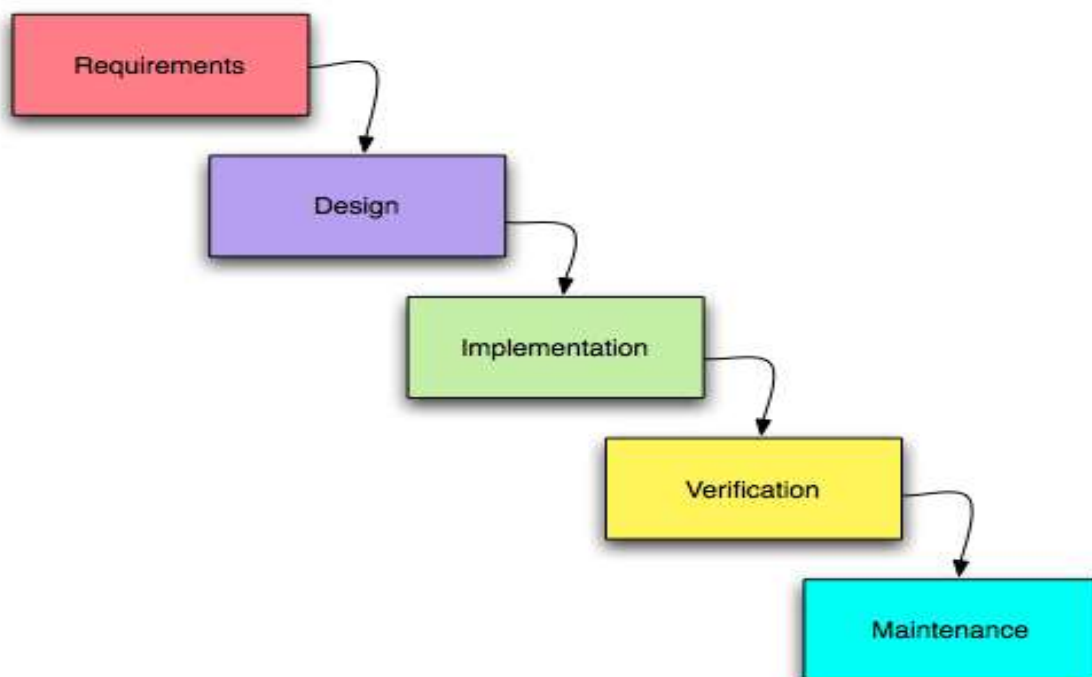 Requirements
Design
Implementation
Verification
Maintenance